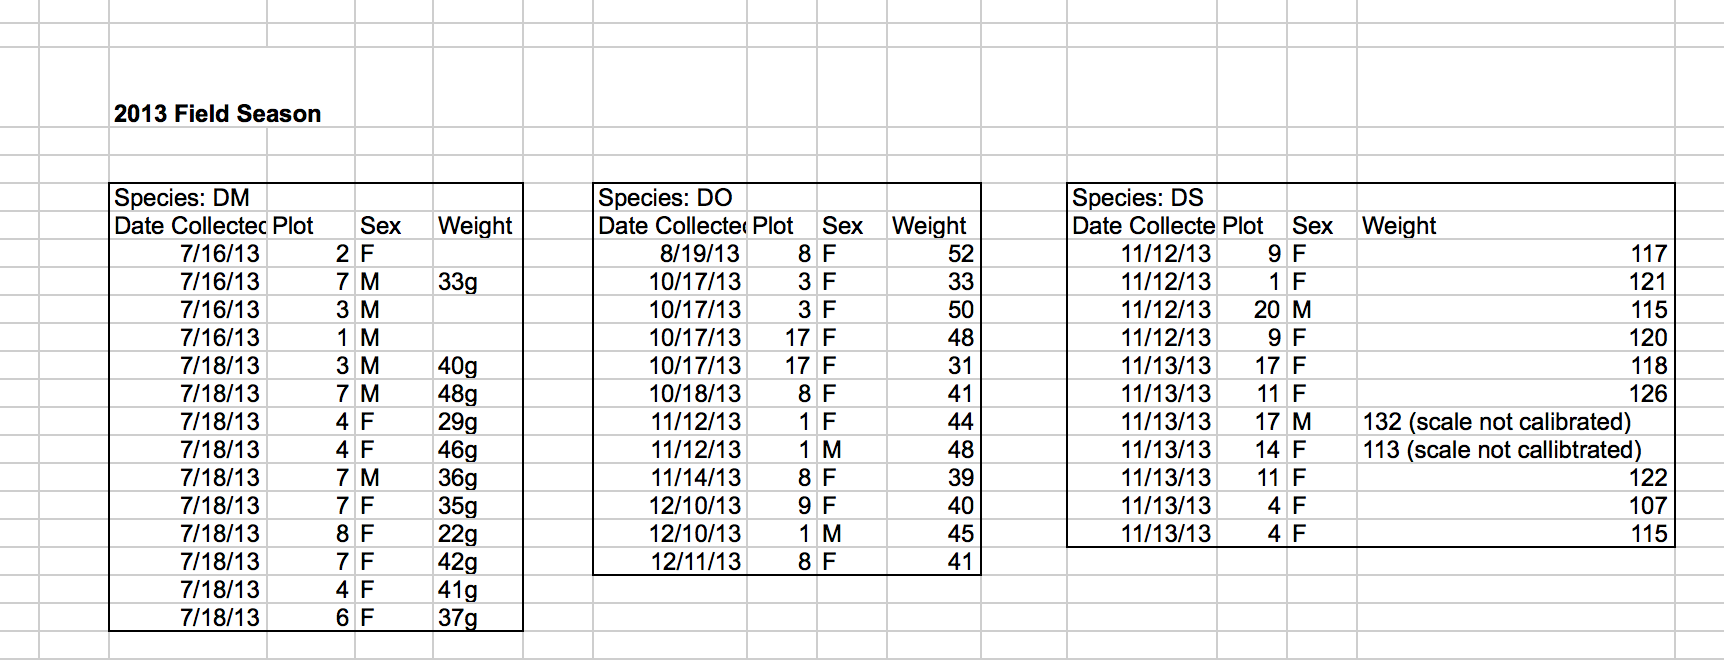 2013 Field Season
Species: DM
Date Collectec Plot Sex Weight
7/16/13 2 F
7/16/13 7 M 33g
7/16/13 3 M
7/16/13 1 M
7/18/13 3 M 40g
7/18/13 7 M 48g
7/18/13 4 F 29g
7/18/13 4 F 46g
7/18/13 7 M 36g
7/18/13 7 F 35g
7/18/13 8 F 22g
7/18/13 7 F 42g
7/18/13 4 F 41g
7/18/13 6 F 37g
Species: DO
Date Collecte Plot Sex Weight
8/19/13 8 F 52
10/17/13 3 F 33
10/17/13 3 F 50
10/17/13 17 F 48
10/17/13 17 F 31
10/18/13 8 F 41
11/12/13 1 F 44
11/12/13 1 M 48
11/14/13 8 F 39
12/10/13 9 F 40
12/10/13 1 M 45
12/11/13 8 F 41
Species: DS
Date Collecte Plot Sex Weight
11/12/13 9 F 117
11/12/13 1 F 121
11/12/13 20 M 115
11/12/13 9 F 120
11/13/13 17 F 118
11/13/13 11 F 126
11/13/13 17 M 132 (scale not calibrated)
11/13/13 14 F 113 (scale not callibtrated)
11/13/13 11 F 122
11/13/13 4 F 107
11/13/13 4 F 115